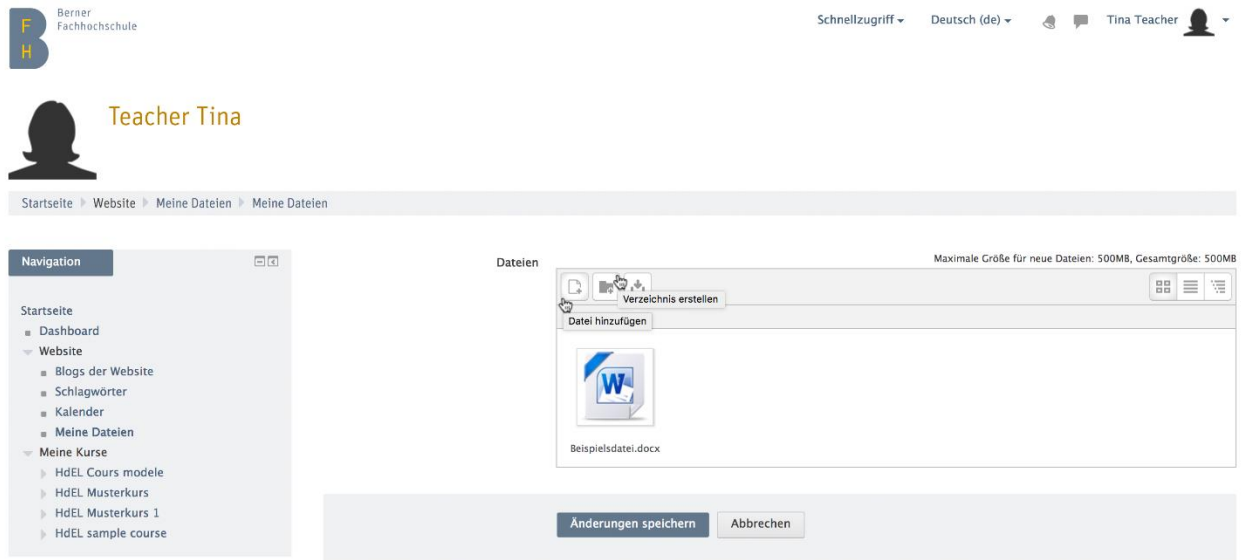 Berner
Fachhochschule
F
H
Schnellzugriff
Deutsch (de)
Tina Teacher
Teacher Tina
Startseite Website Meine Dateien Meine Dateien
Navigation
Startseite
Dashboard
Website
Blogs der Website
Schlagwörter
Kalender
Meine Dateien
Meine Kurse
HdEL Cours modele
HdEL Musterkurs
HdEL Musterkurs 1
HdEL sample course
Dateien
Maximale Größe für neue Dateien: 500MB, Gesamtgröße: 500MB
Verzeichnis erstellen
Datei hinzufügen
W
Beispielsdatei.docx
Änderungen speichern
Abbrechen